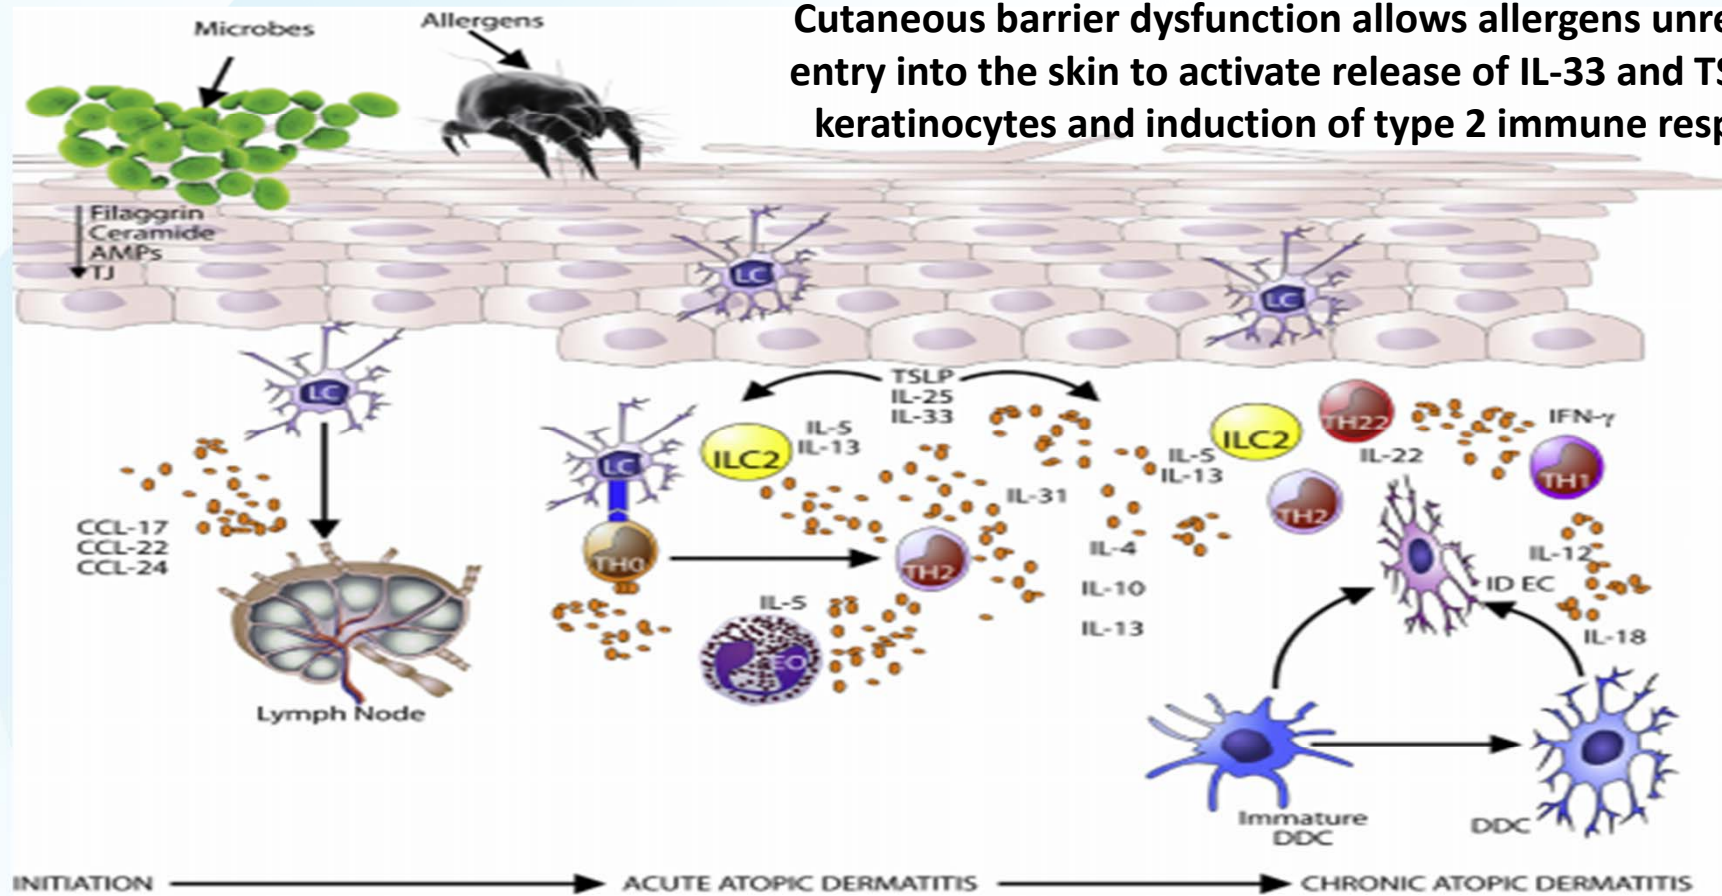 Cutaneous barrier dysfunction allows allergens
entry into the skin to activate release of IL-33 and
keratinocytes and induction of type 2 immune
Microbes
Allergens
Filaggrin
Ceramide
AMPs
TJ
LC
LC
LC
CCL-17
CCL-22
CCL-24
Lymph Node
TSLP
IL-25
IL-33
LC
ILC2
IL-5
IL-13
TH0
TH2
IL-31
IL-4
IL-10
IL-13
IL-5
EO
ILC2
TH22
IFN-γ
IL-5
IL-13
IL-22
TH2
TH1
IL-12
ID EC
IL-18
Immature
DDC
DDC
INITIATION
ACUTE ATOPIC DERMATITIS
CHRONIC ATOPIC DERMATITIS